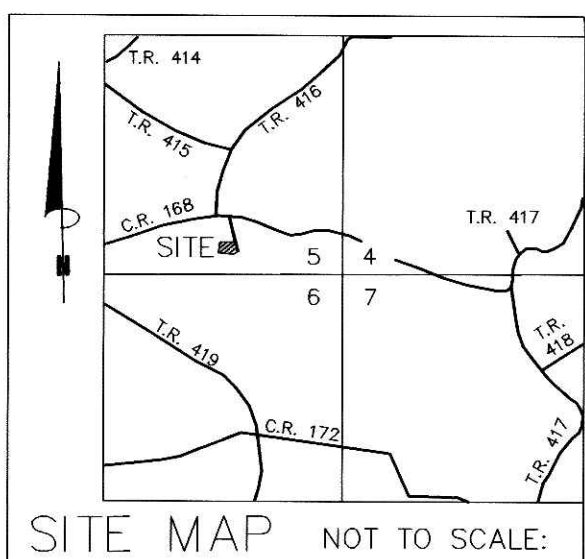 T.R. 414
T.R. 416
T.R. 415
C.R. 168
T.R. 417
SITE
5 4
6 7
N
T.R. 419
T.R. 418
C.R. 172
T.R. 417
SITE MAP NOT TO SCALE: